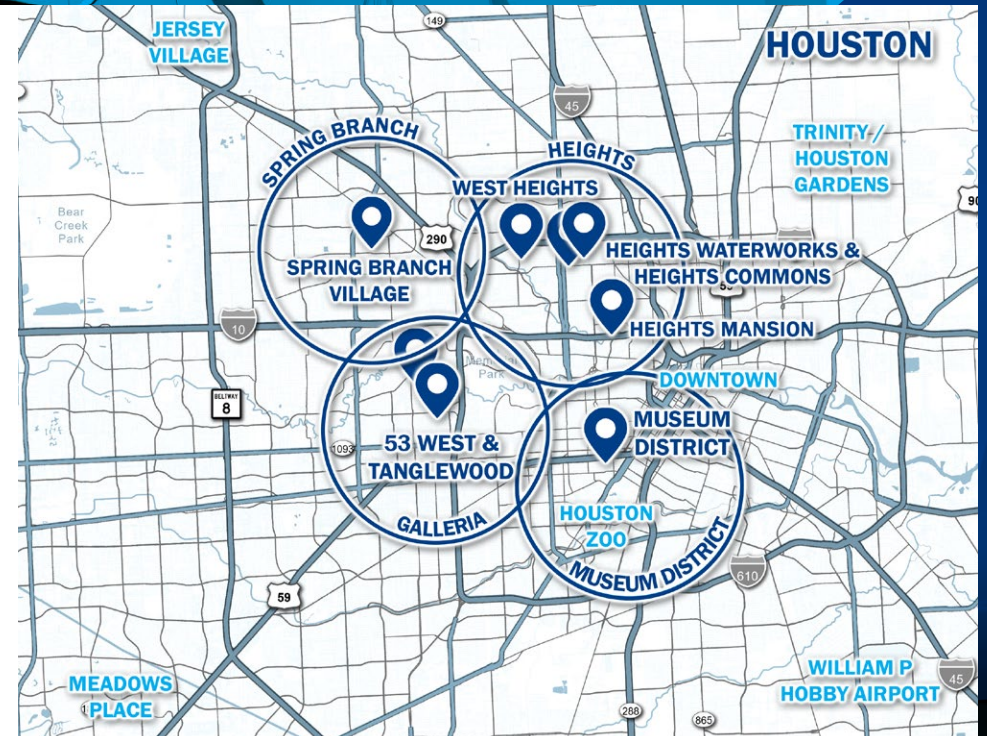 149
JERSEY
VILLAGE
HOUSTON
45
TRINITY /
HOUSTON
GARDENS
SPRING BRANCH
HEIGHTS
WEST HEIGHTS
90
Bear
Creek
Park
290
HEIGHTS WATERWORKS &
HEIGHTS COMMONS
SPRING BRANCH
VILLAGE
10
HEIGHTS MANSION
Park
DOWNTOWN
BELTWAY
8
MUSEUM
DISTRICT
53 WEST &
TANGLEWOOD
1093
GALLERIA
HOUSTON
ZOO
MUSEUM DISTRICT
610
59
MEADOWS
PLACE
WILLIAM P
HOBBY AIRPORT
45
288
865